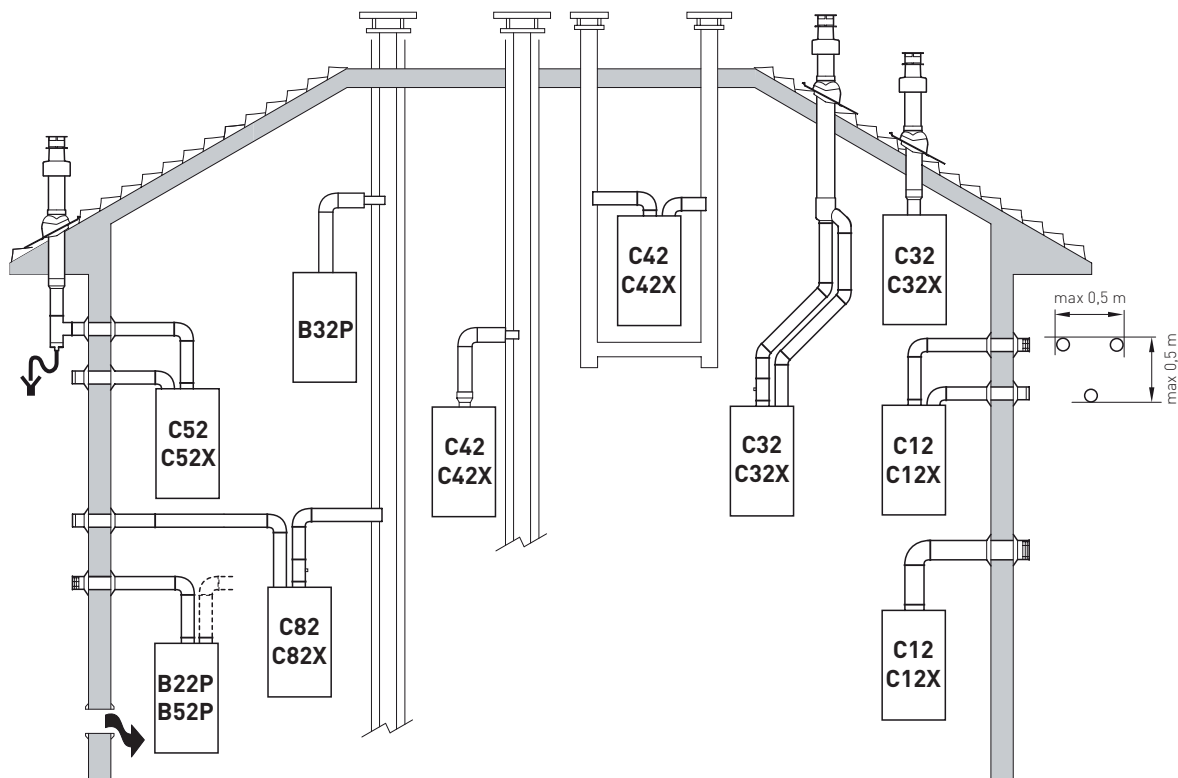 C42
C42X
C32
C32X
B32P
max 0,5 m
max 0,5 m
C52
C52X
C42
C42X
C32
C32X
C12
C12X
C82
C82X
B22P
B52P
C12
C12X